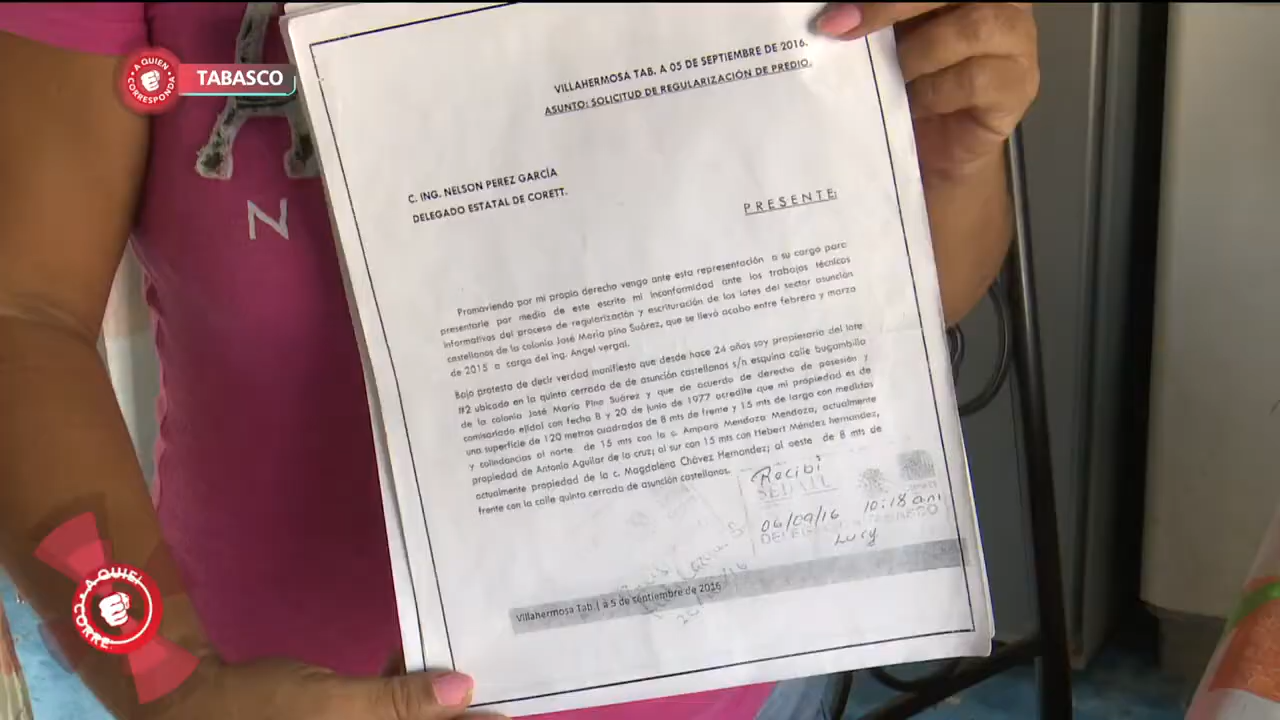 A QUIEN CORRESPONDA
TABASCO
N
VILLAHERMOSA TAB. A 05 DE SEPTIEMBRE DE 2016.
ASUNTO: SOLICITUD DE REGULARIZACIÓN DE PREDIO.
C. ING. NELSON PEREZ GARCÍA
DELEGADO ESTATAL DE CORETT.
P R E S E N T E:
Promoviendo por mi propio derecho vengo ante esta representación a su cargo para
presentarle por medio de este escrito mi inconformidad ante los trabajos técnicos
informativos del proceso de regularización y escrituración de los lotes del sector asunción
castellanos de la colonia José María pino Suárez, que se llevó acabo entre febrero y marzo
de 2015 a cargo del ing. Angel vergal.
Bajo protesta de decir verdad manifiesto que desde hace 24 años soy propietario del lote
#2 ubicado en la quinta cerrada de de asunción castellanos s/n esquina calle bugambilia
de la colonia José María Pino Suárez y que de acuerdo de derecho de posesión y
comisariado ejidal con fecha 8 y 20 de junio de 1977 acredite que mi propiedad es de
una superficie de 120 metros cuadrados de 8 mts de frente y 15 mts de largo con medidas
y colindancias al norte de 15 mts con la c. Amparo Mendoza Mendoza, actualmente
propiedad de Antonia Aguilar de la cruz; al sur con 15 mts con Hebert Méndez hernandez,
actualmente propiedad de la c. Magdalena Chávez Hernandez; al oeste de 8 mts de
frente con la calle quinta cerrada de asunción castellanos.
Recibí
SEDATU
06/09/16 10:18 am
Lucy
Villahermosa Tab. | a 5 de septiembre de 2016
A QUIEN
CORRE